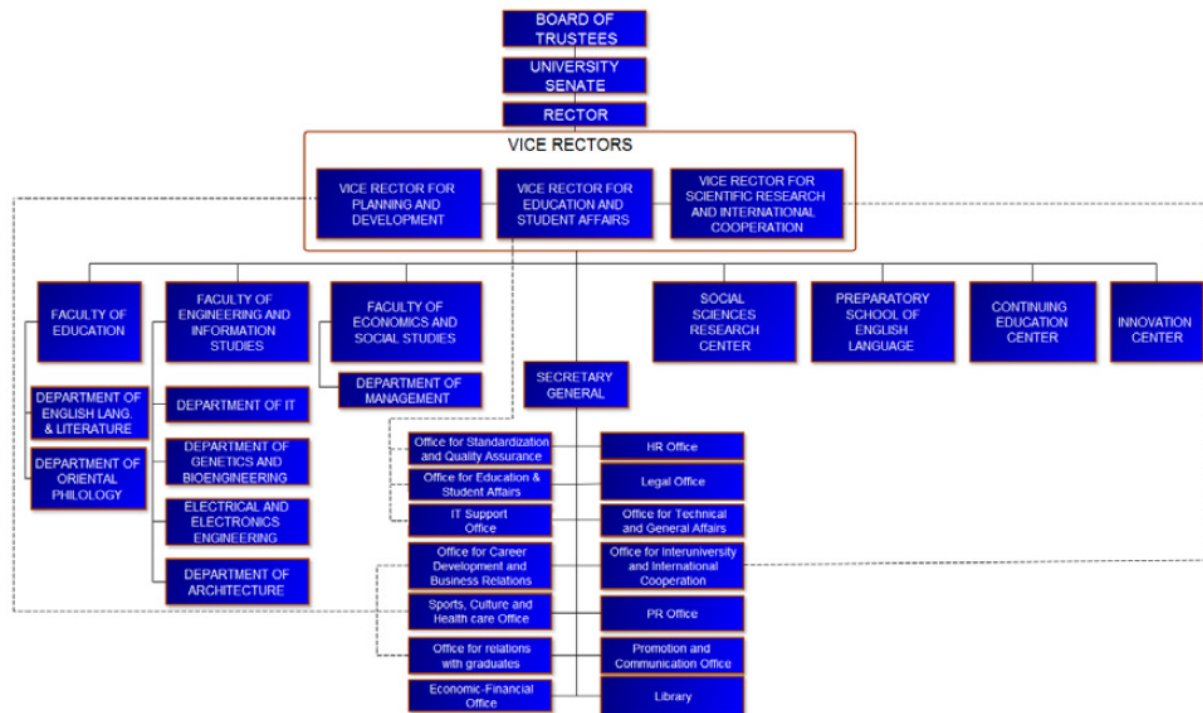 BOARD OF
TRUSTEES
UNIVERSITY
SENATE
RECTOR
VICE RECTORS
VICE RECTOR FOR
PLANNING AND
DEVELOPMENT
VICE RECTOR FOR
EDUCATION AND
STUDENT AFFAIRS
VICE RECTOR FOR
SCIENTIFIC RESEARCH
AND INTERNATIONAL
COOPERATION
FACULTY OF
EDUCATION
FACULTY OF
ENGINEERING AND
INFORMATION
STUDIES
FACULTY OF
ECONOMICS AND
SOCIAL STUDIES
SOCIAL
SCIENCES
RESEARCH
CENTER
PREPARATORY
SCHOOL OF
ENGLISH
LANGUAGE
CONTINUING
EDUCATION
CENTER
INNOVATION
CENTER
DEPARTMENT OF
ENGLISH LANG.
& LITERATURE
DEPARTMENT OF
ORIENTAL
PHILOLOGY
DEPARTMENT OF IT
DEPARTMENT OF
GENETICS AND
BIOENGINEERING
ELECTRICAL AND
ELECTRONICS
ENGINEERING
DEPARTMENT OF
ARCHITECTURE
DEPARTMENT OF
MANAGEMENT
SECRETARY
GENERAL
Office for Standardization
and Quality Assurance
HR Office
Office for Education &
Student Affairs
Legal Office
IT Support
Office
Office for Technical
and General Affairs
Office for Career
Development and
Business Relations
Office for Interuniversity
and International
Cooperation
Sports, Culture and
Health care Office
PR Office
Office for relations
with graduates
Promotion and
Communication Office
Economic-Financial
Office
Library